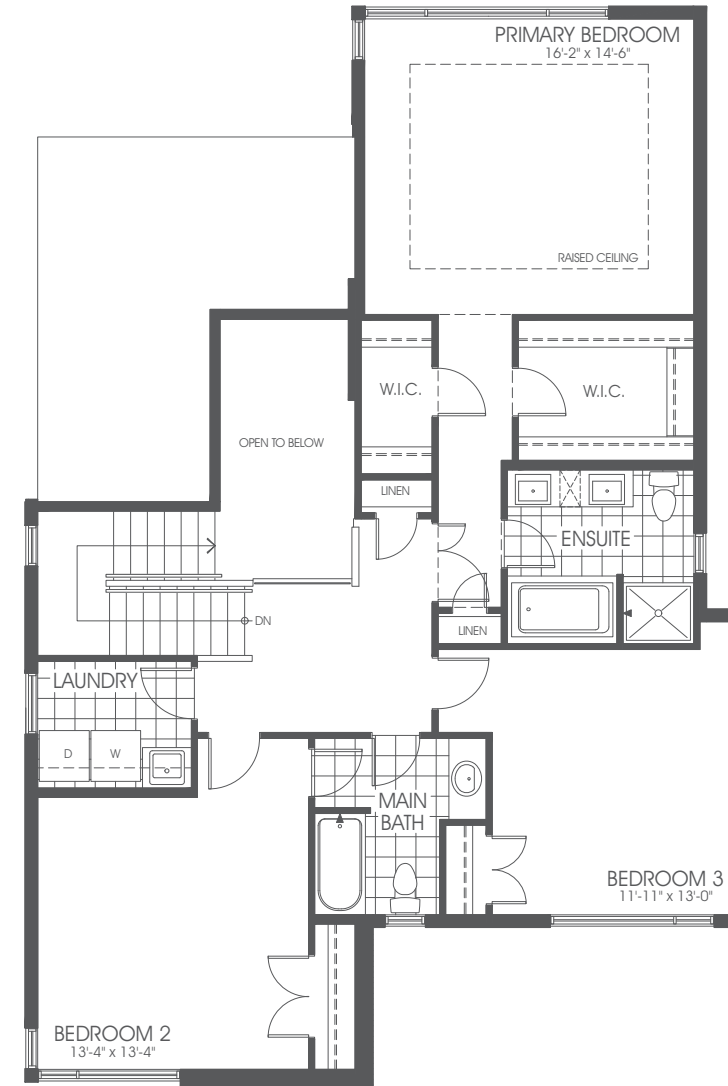 PRIMARY BEDROOM
16'-2" x 14'-6"
RAISED CEILING
W.I.C.
W.I.C.
OPEN TO BELOW
LINEN
ENSUITE
DN
LINEN
LAUNDRY
D
W
MAIN
BATH
BEDROOM 3
11'-11" x 13'-0"
BEDROOM 2
13'-4" x 13'-4"